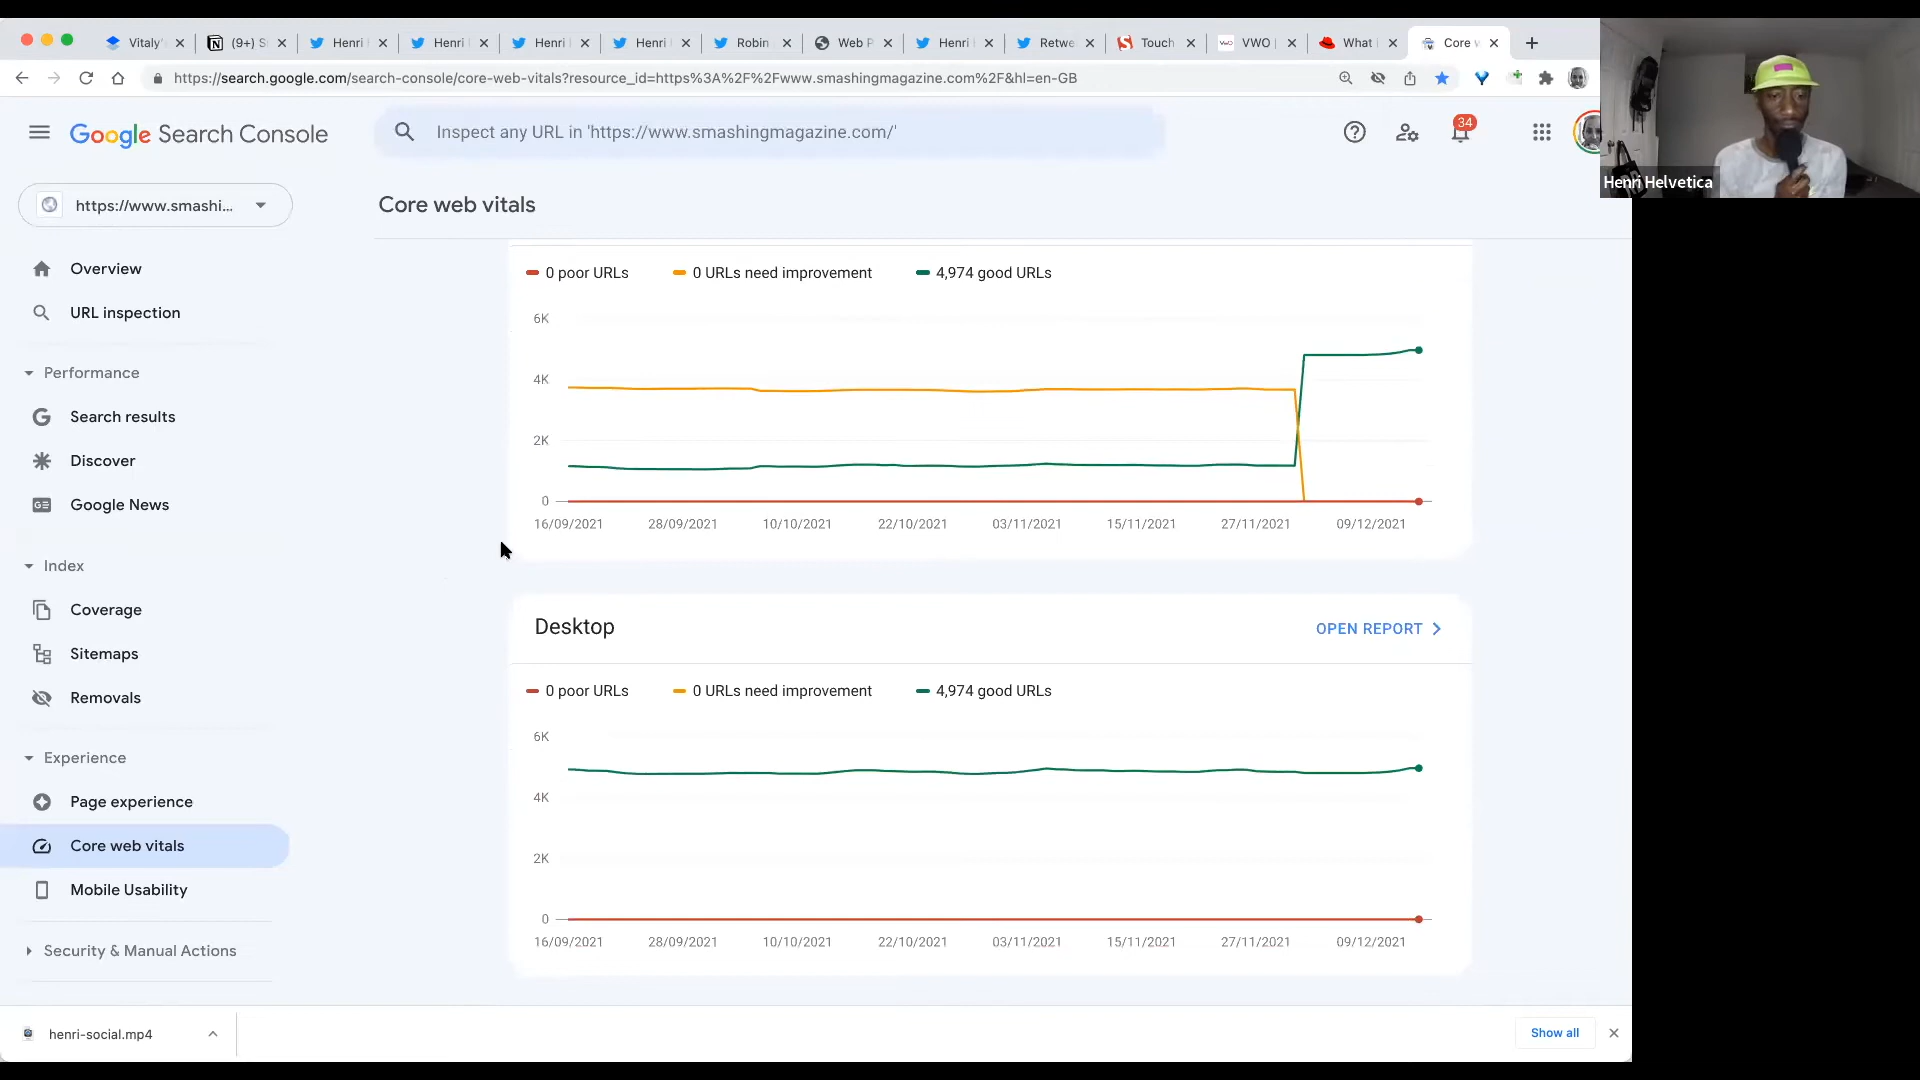 Vitaly'
(9+) S
Henri
Henri
Henri
Henri
Robin
Web P
Henri
Retwe
Touch
VWO
What
Core w
https://search.google.com/search-console/core-web-vitals?resource_id=https%3A%2F%2Fwww.smashingmagazine.com%2F&hl=en-GB
Google Search Console
Inspect any URL in 'https://www.smashingmagazine.com/'
34
Henri Helvetica
https://www.smashi...
Core web vitals
Overview
URL inspection
Performance
Search results
Discover
Google News
Index
Coverage
Sitemaps
Removals
Experience
Page experience
Core web vitals
Mobile Usability
Security & Manual Actions
0 poor URLs
0 URLs need improvement
4,974 good URLs
6K
4K
2K
0
16/09/2021
28/09/2021
10/10/2021
22/10/2021
03/11/2021
15/11/2021
27/11/2021
09/12/2021
Desktop
OPEN REPORT
0 poor URLs
0 URLs need improvement
4,974 good URLs
6K
4K
2K
0
16/09/2021
28/09/2021
10/10/2021
22/10/2021
03/11/2021
15/11/2021
27/11/2021
09/12/2021
henri-social.mp4
Show all